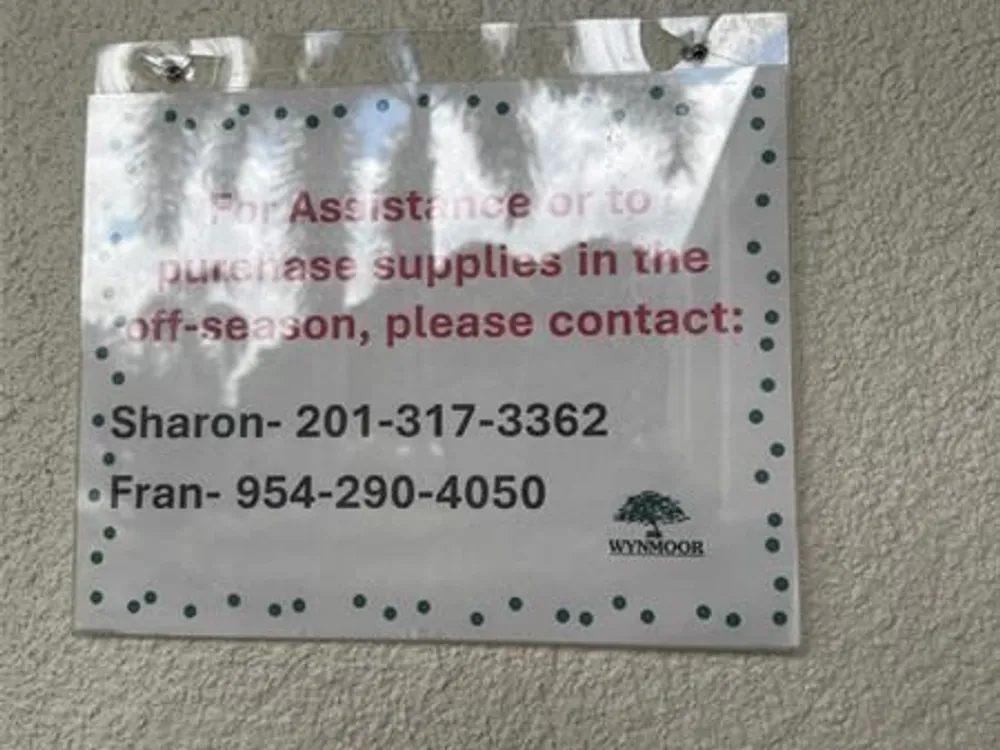 For Assistance or to
purchase supplies in the
off-season, please contact:
Sharon- 201-317-3362
Fran- 954-290-4050
WYNMOOR